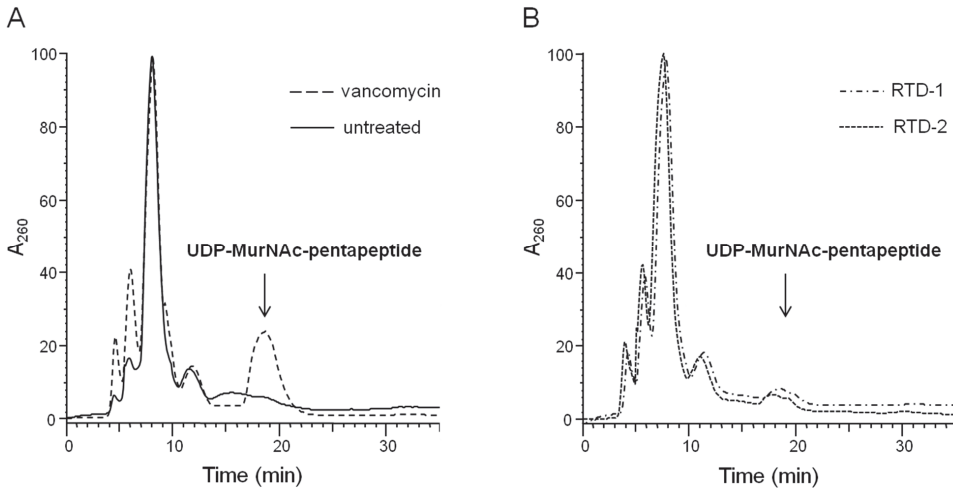 A
100
80
60
40
20
0
A260
0
10
20
30
Time (min)
vancomycin
untreated
UDP-MurNAc-pentapeptide
B
100
80
60
40
20
0
A260
0
10
20
30
Time (min)
RTD-1
RTD-2
UDP-MurNAc-pentapeptide